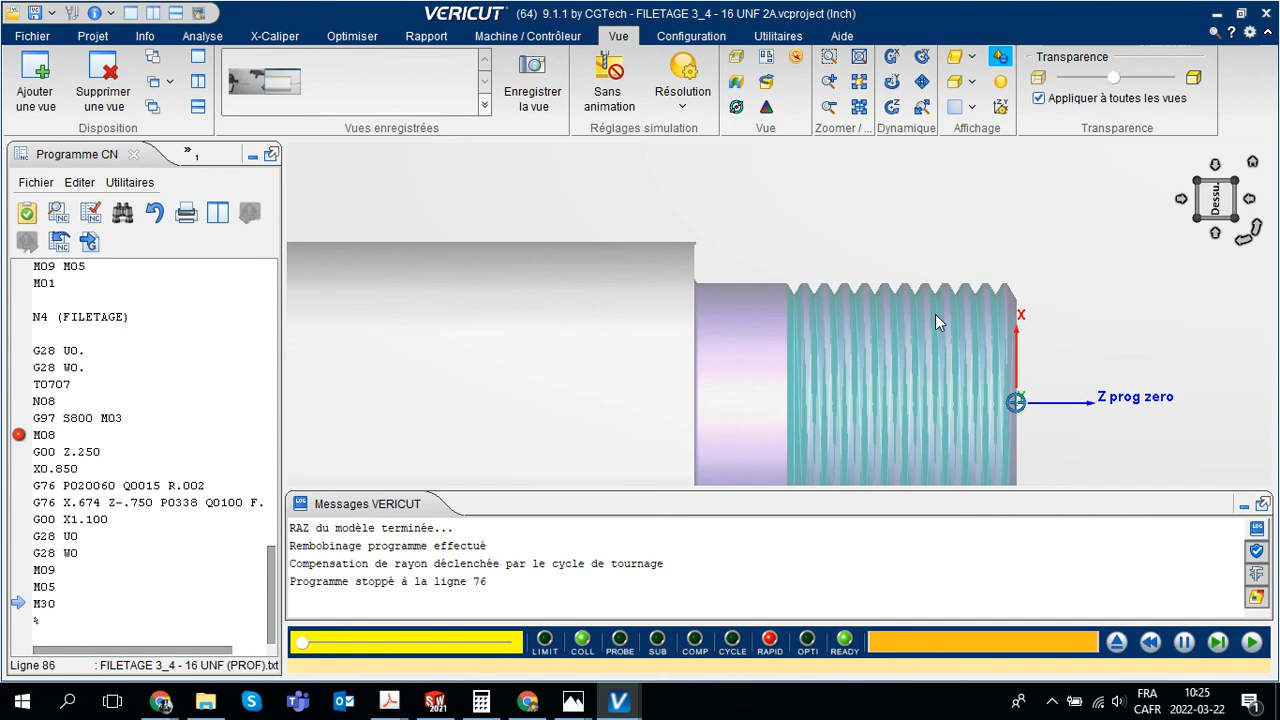 VERICUT (64) 9.1.1 by CGTech - FILETAGE 3_4 - 16 UNF 2A.vcproject (Inch)
Fichier Projet Info Analyse X-Caliper Optimiser Rapport Machine / Contrôleur Vue Configuration Utilitaires Aide
Ajouter une vue
Supprimer une vue
Disposition
Vues enregistrées
Enregistrer la vue
Sans animation
Résolution
Réglages simulation
Vue
Zoomer / ...
Dynamique
Affichage
Transparence
Appliquer à toutes les vues
Transparence
Programme CN
» 1
Fichier Editer Utilitaires
M09 M05
M01
N4 (FILETAGE)
G28 U0.
G28 W0.
T0707
N08
G97 S800 M03
M08
G00 Z.250
X0.850
G76 P020060 Q0015 R.002
G76 X.674 Z-.750 P0338 Q0100 F.
G00 X1.100
G28 U0
G28 W0
M09
M05
M30
%
Ligne 86 : FILETAGE 3_4 - 16 UNF (PROF).txt
Dessu.
X
Y
Z prog zero
LOG Messages VERICUT
RAZ du modèle terminée...
Rembobinage programme effectué
Compensation de rayon déclenchée par le cycle de tournage
Programme stoppé à la ligne 76
LOG
LIMIT COLL PROBE SUB COMP CYCLE RAPID OPTI READY
SW 2021
V
FRA
CAFR
10:25
2022-03-22
1